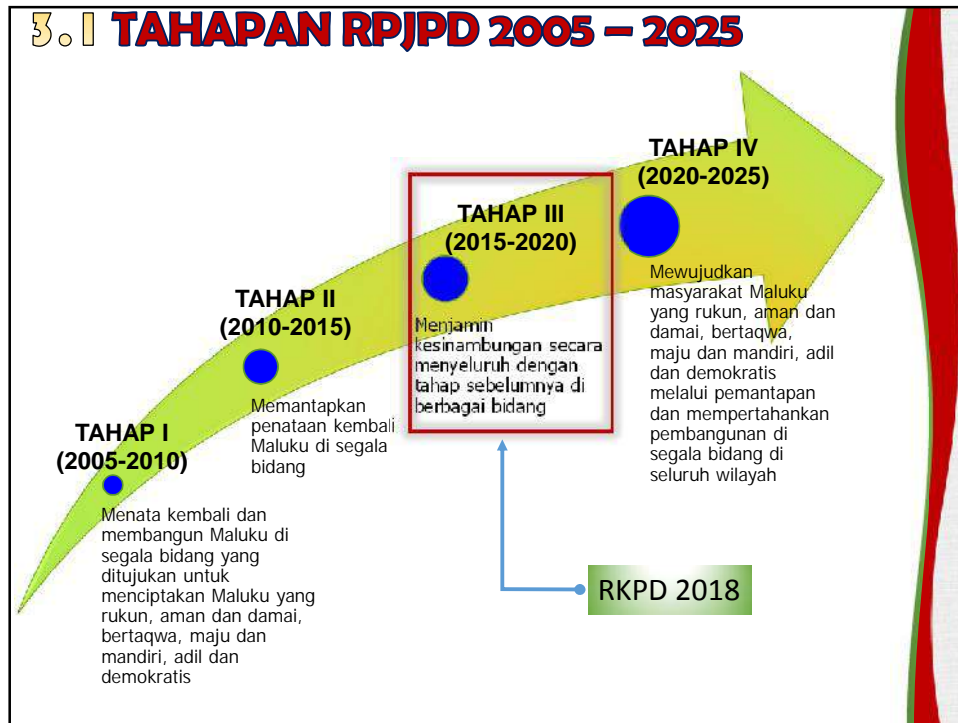 3.1 TAHAPAN RPJPD 2005 – 2025
TAHAP I
(2005-2010)
Menata kembali dan
membangun Maluku di
segala bidang yang
ditujukan untuk
menciptakan Maluku yang
rukun, aman dan damai,
bertaqwa, maju dan
mandiri, adil dan
demokratis
TAHAP II
(2010-2015)
Memantapkan
penataan kembali
Maluku di segala
bidang
TAHAP III
(2015-2020)
Menjamin
kesinambungan secara
menyeluruh dengan
tahap sebelumnya di
berbagai bidang
TAHAP IV
(2020-2025)
Mewujudkan
masyarakat Maluku
yang rukun, aman dan
damai, bertaqwa,
maju dan mandiri, adil
dan demokratis
melalui pemantapan
dan mempertahankan
pembangunan di
segala bidang di
seluruh wilayah
RKPD 2018